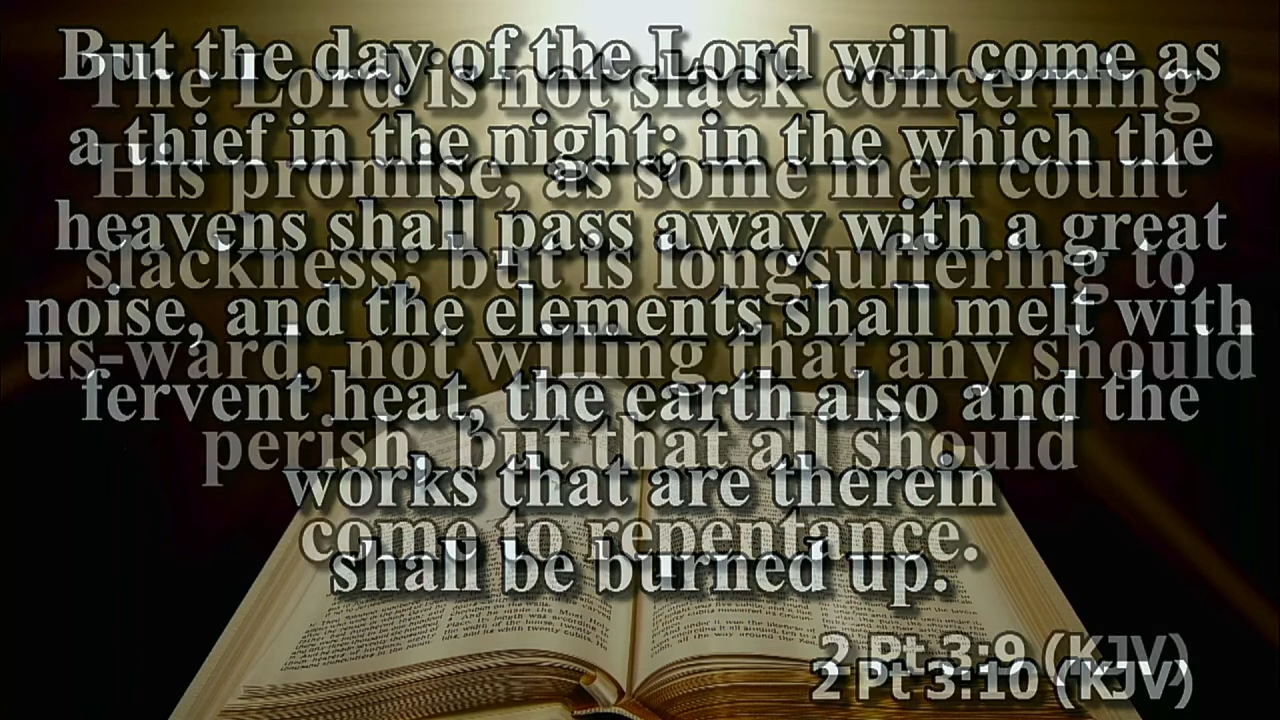 But the day of the Lord will come as
The Lord is not slack concerning
a thief in the night; in the which the
His promise, as some men count
heavens shall pass away with a great
slackness; but is longsuffering to
noise, and the elements shall melt with
us-ward, not willing that any should
fervent heat, the earth also and the
perish, but that all should
works that are therein
come to repentance.
shall be burned up.
2 Pt 3:9 (KJV)
2 Pt 3:10 (KJV)